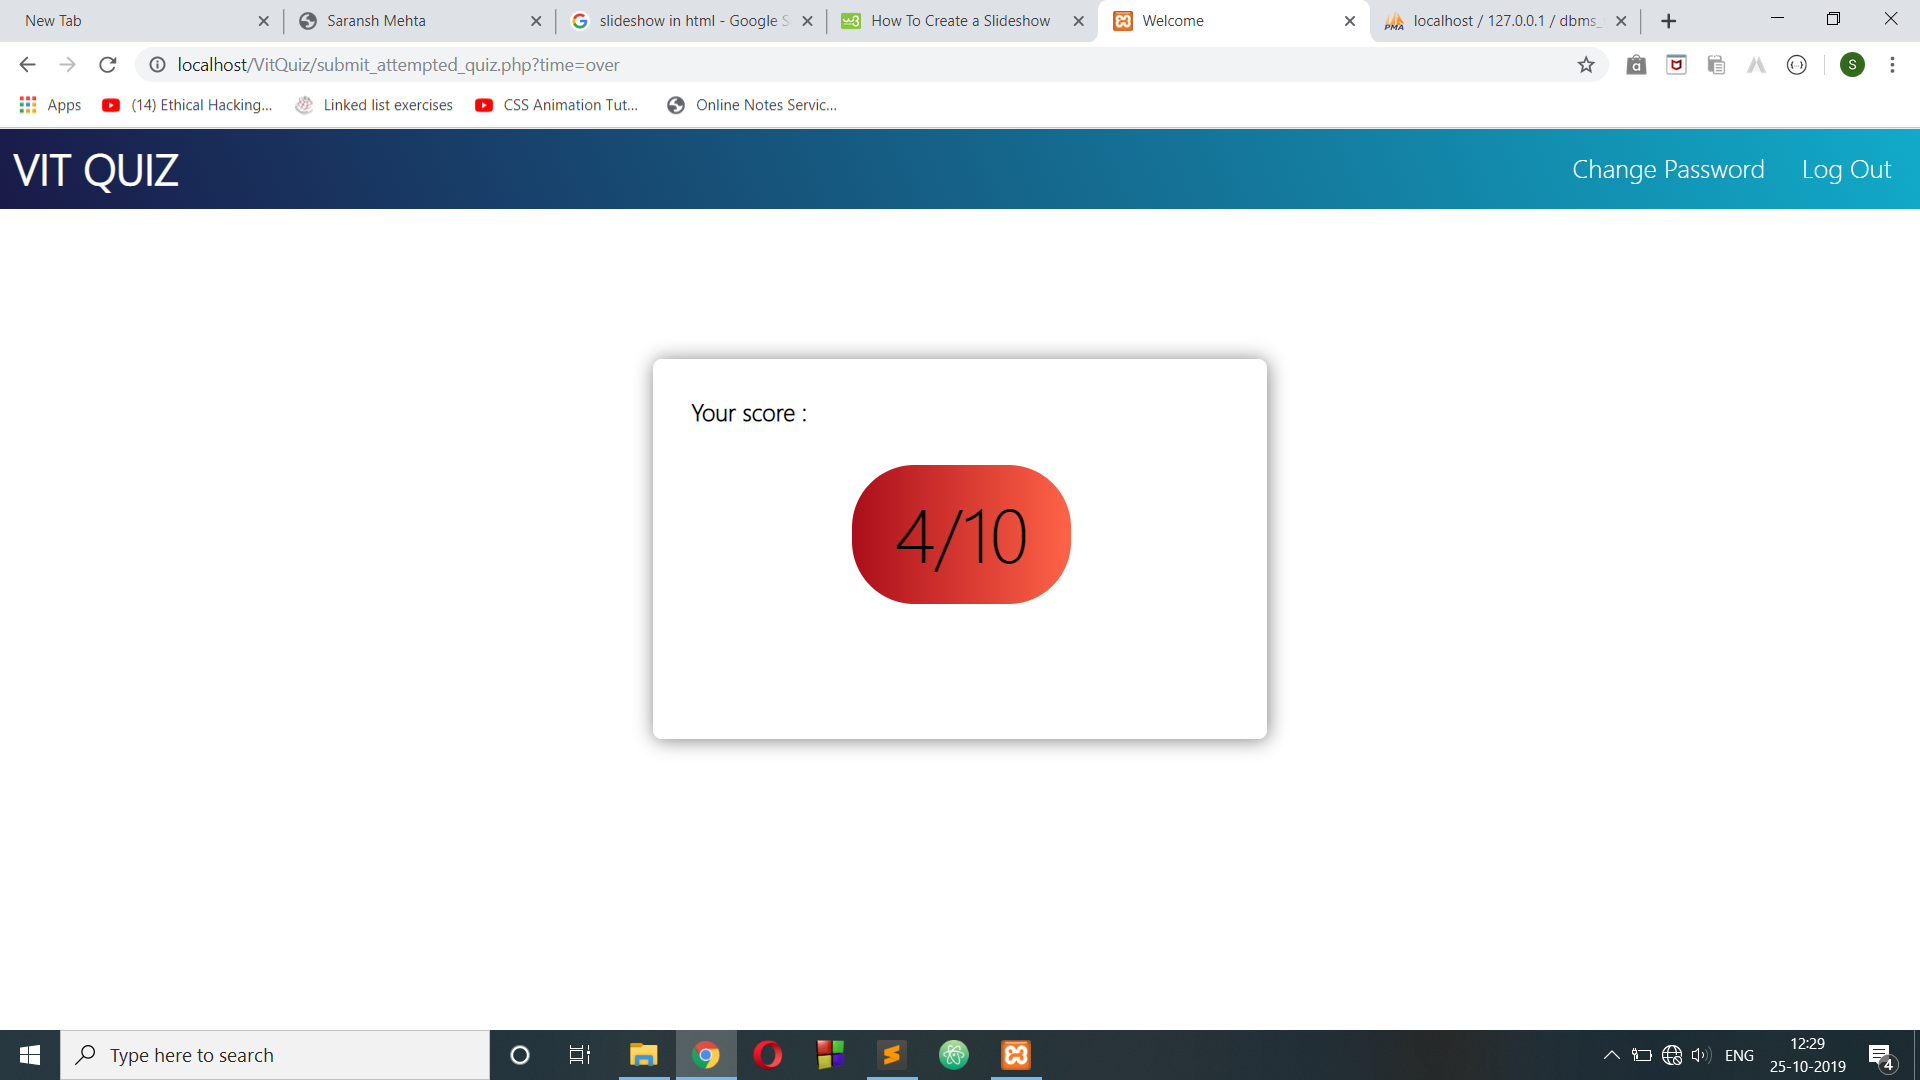 New Tab
Saransh Mehta
slideshow in html - Google S
How To Create a Slideshow
Welcome
localhost / 127.0.0.1 / dbms_
localhost/VitQuiz/submit_attempted_quiz.php?time=over
S
Apps
(14) Ethical Hacking...
Linked list exercises
CSS Animation Tut...
Online Notes Servic...
VIT QUIZ
Change Password
Log Out
Your score :
4/10
Type here to search
ENG
12:29
25-10-2019
4